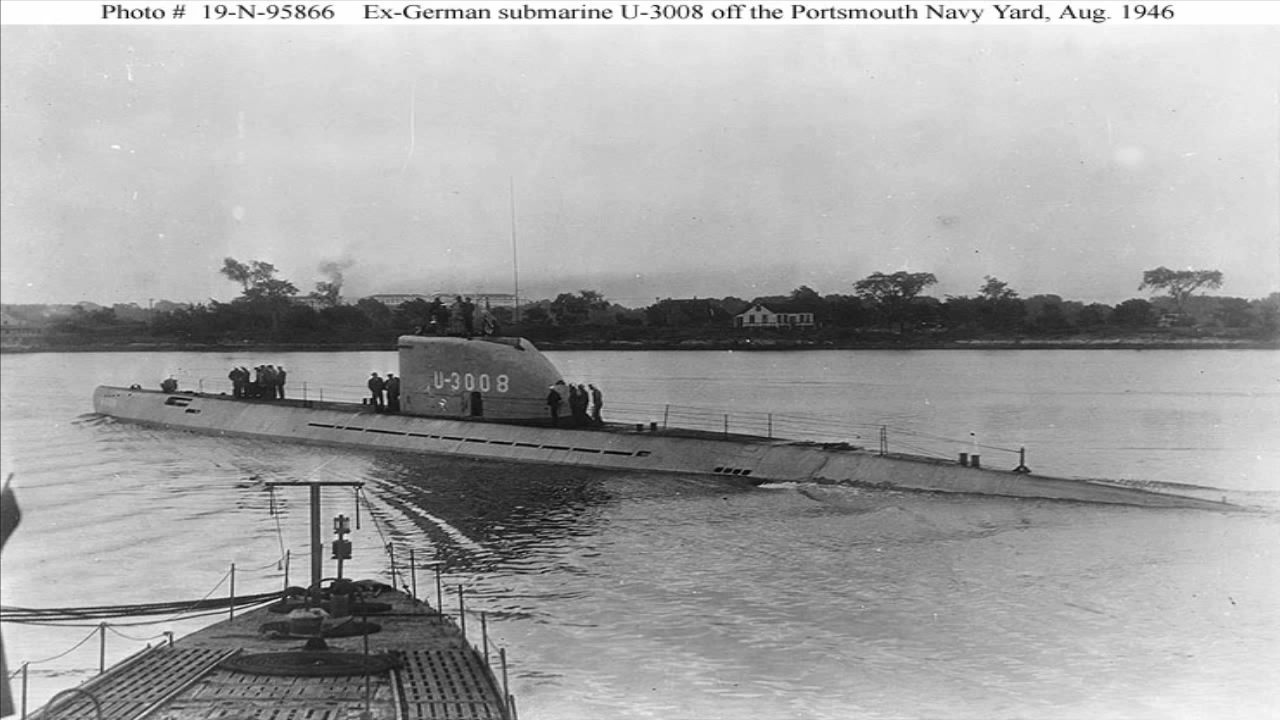 Photo # 19-N-95866 Ex-German submarine U-3008 off the Portsmouth Navy Yard, Aug. 1946
U-3008